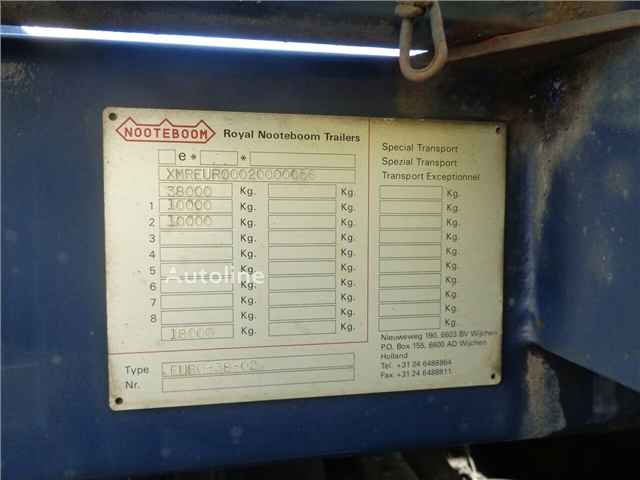 NOOTEBOOM Royal Nooteboom Trailers
e* *
XMREUR00020000056
38000 Kg. Kg.
1 10000 Kg. Kg.
2 10000 Kg. Kg.
3 Kg. Kg.
4 Kg. Kg.
5 Kg. Kg.
6 Kg. Kg.
7 Kg. Kg.
8 Kg. Kg.
18000 Kg. Kg.
Type EURO-38-02
Nr.
Special Transport
Spezial Transport
Transport Exceptionnel
Kg.
Kg.
Kg.
Kg.
Kg.
Kg.
Kg.
Kg.
Kg.
Kg.
Nieuweweg 190, 6603 BV Wijchen
P.O. Box 155, 6600 AD Wijchen
Holland
Tel. +31 24 6488864
Fax. +31 24 6488811
Autoline